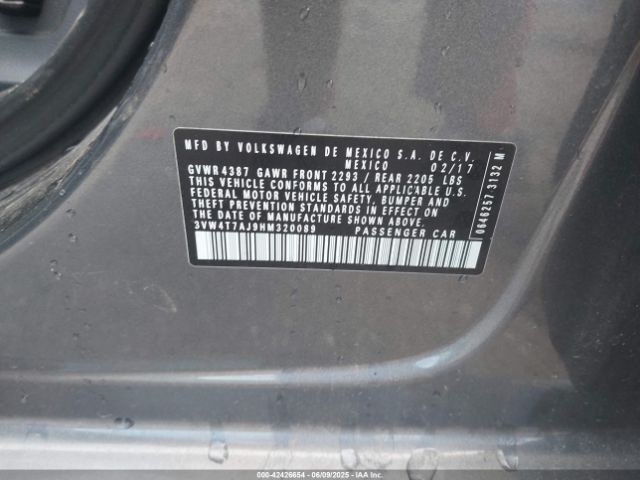 MFD BY VOLKSWAGEN DE MEXICO S.A. DE C.V.
MEXICO 02/17
GVWR 4387 GAWR FRONT 2293 / REAR 2205 LBS
THIS VEHICLE CONFORMS TO ALL APPLICABLE U.S.
FEDERAL MOTOR VEHICLE SAFETY, BUMPER AND
THEFT PREVENTION STANDARDS IN EFFECT ON
THE DATE OF MANUFACTURE SHOWN ABOVE.
3VW4T7AJ9HM320089 PASSENGER CAR
0646257 3132 M
000-42426654 | 06/09/2025 | IAA INC.